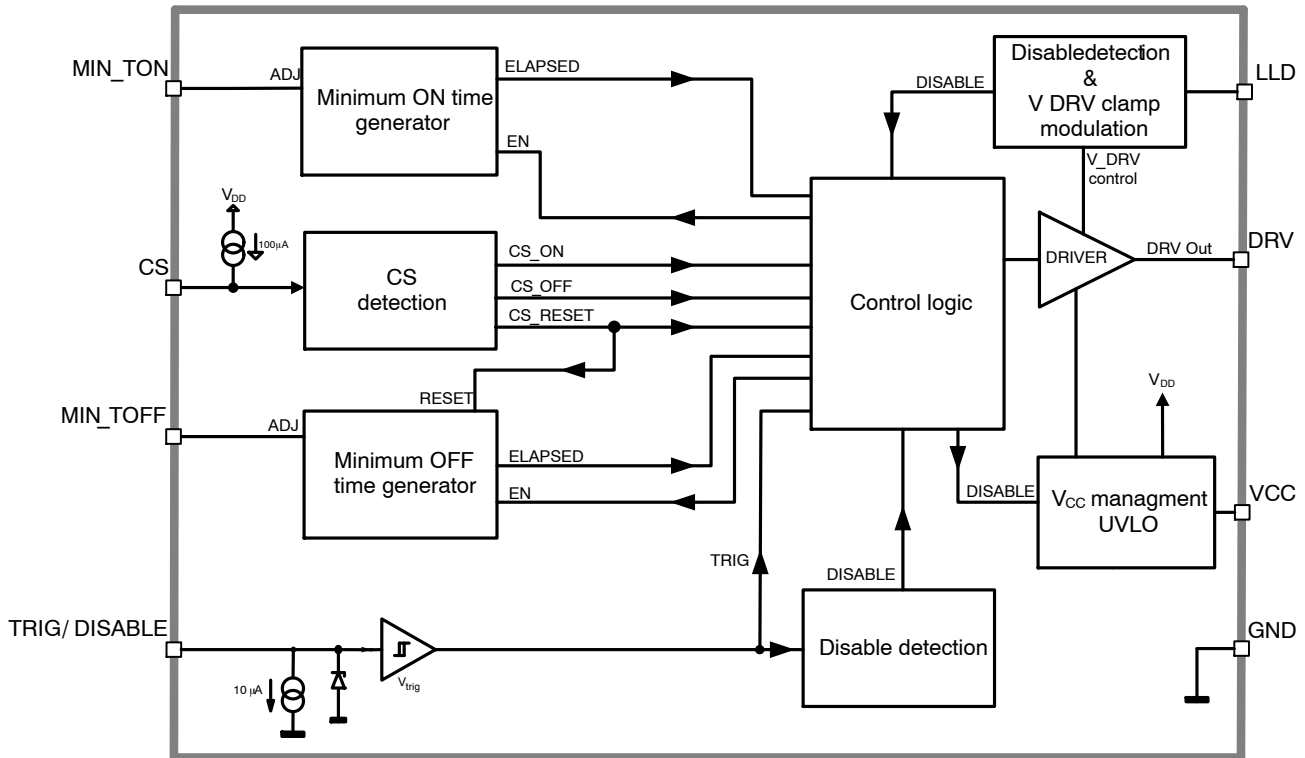 MIN_TON
ADJ
Minimum ON time
generator
ELAPSED
EN
DISABLE
Disabledetection
&
V DRV clamp
modulation
LLD
V_DRV
control
VDD
100µA
CS
CS
detection
CS_ON
CS_OFF
CS_RESET
Control logic
DRIVER
DRV Out
DRV
RESET
MIN_TOFF
ADJ
Minimum OFF
time generator
ELAPSED
EN
VDD
DISABLE
VCC managment
UVLO
VCC
TRIG
DISABLE
TRIG/ DISABLE
10 µA
Vtrig
Disable detection
GND